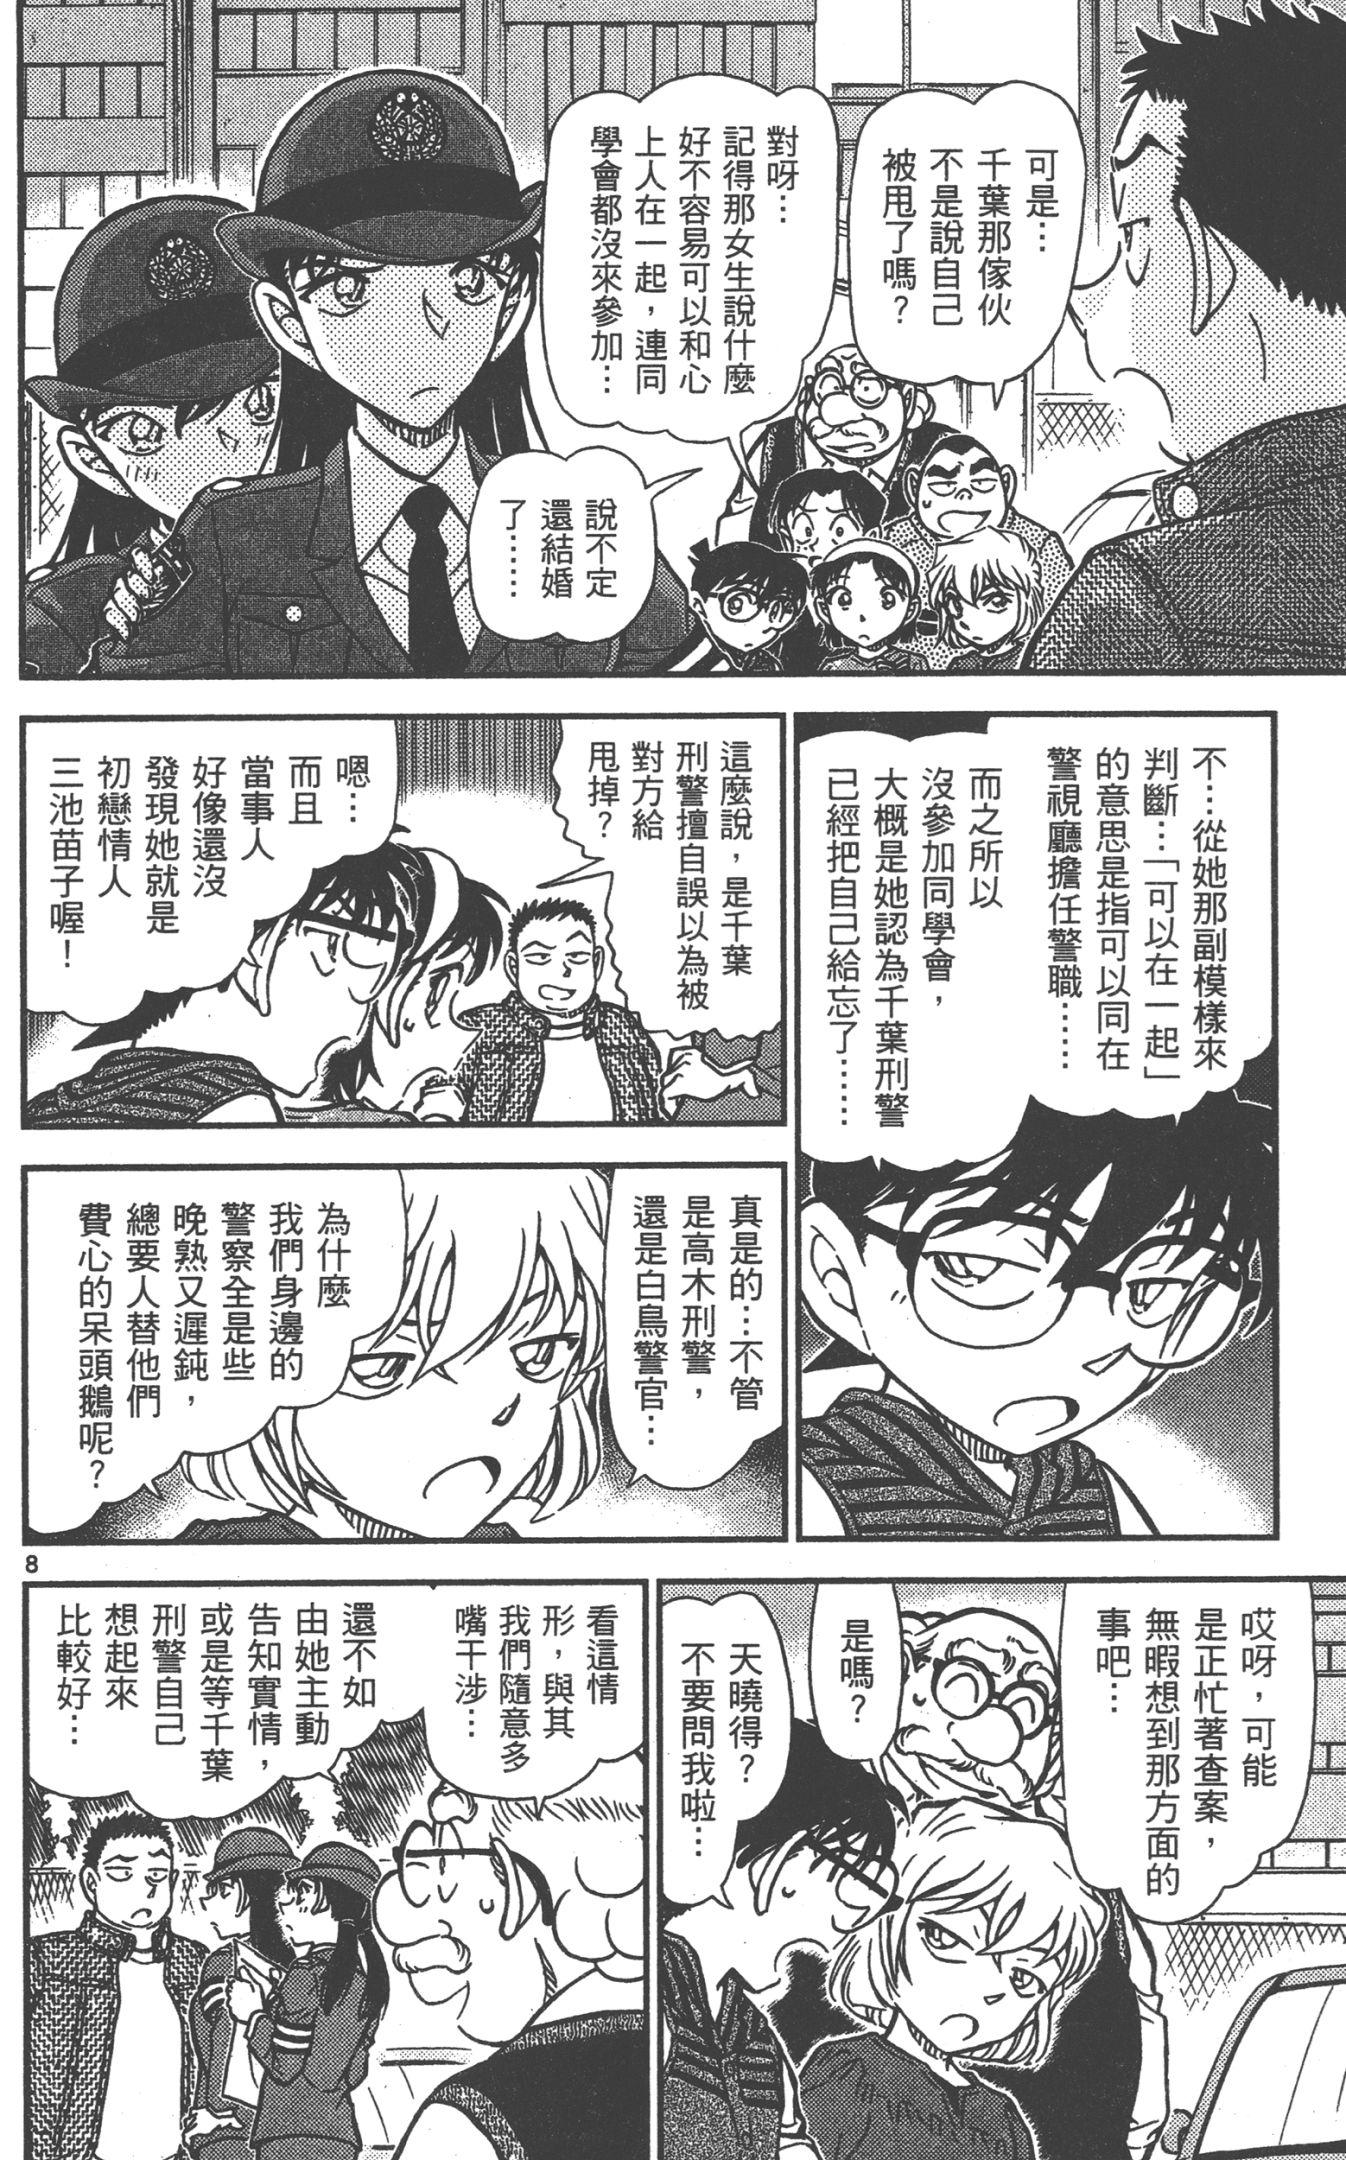 可是…
千葉那傢伙
不是說自己
被甩了嗎？
對呀…
記得那女生說什麼
好不容易可以和心
上人在一起，連同
學會都沒來參加…
說不定
還結婚
了……
不…從她那副模樣來
判斷…「可以在一起」
的意思是指可以同在
警視廳擔任警職……
而之所以
沒參加同學會，
大概是她認為千葉刑警
已經把自己給忘了……
這麼說，是千葉
刑警擅自誤以為被
對方給
甩掉？
嗯…
而且
當事人
好像還沒
發現她就是
初戀情人
三池苗子喔！
真是的…不管
是高木刑警，
還是白鳥警官…
為什麼
我們身邊的
警察全是些
晚熟又遲鈍，
總要人替他們
費心的呆頭鵝呢？
8
哎呀，可能
是正忙著查案，
無暇想到那方面的
事吧…
是嗎？
天曉得？
不要問我啦…
看這情
形，與其
我們隨意多
嘴干涉…
還不如
由她主動
告知實情，
或是等千葉
刑警自己
想起來
比較好…